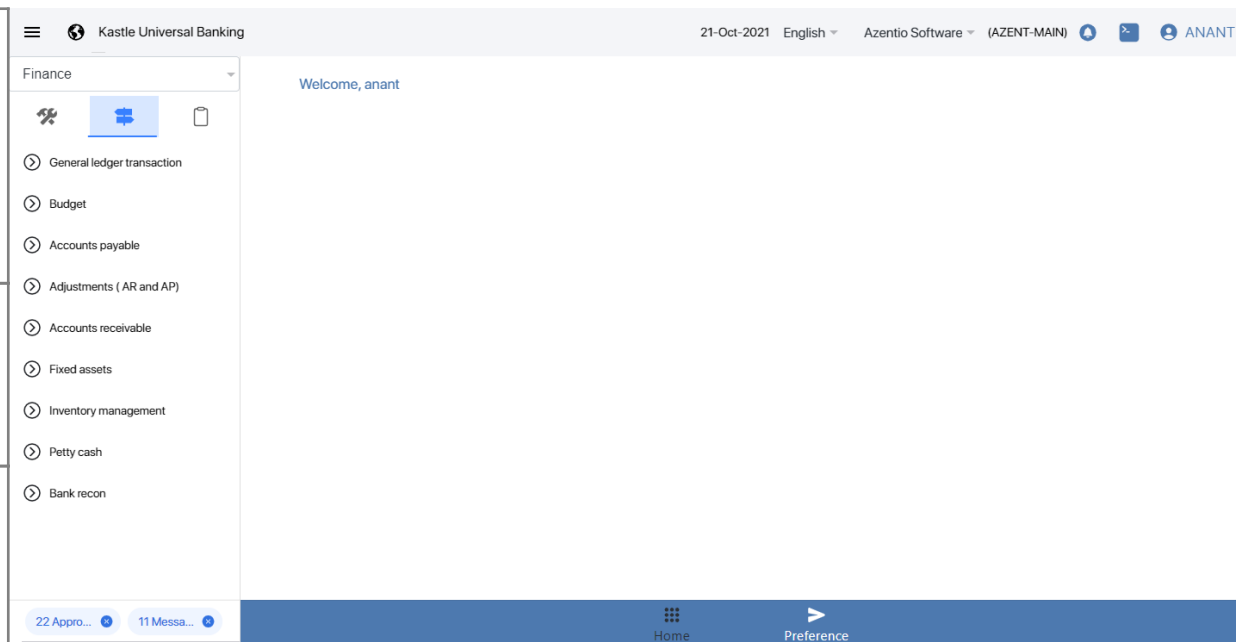 Kastle Universal Banking
21-Oct-2021 English Azentio Software (AZENT-MAIN) ANANT
Finance
Welcome, anant
General ledger transaction
Budget
Accounts payable
Adjustments ( AR and AP)
Accounts receivable
Fixed assets
Inventory management
Petty cash
Bank recon
22 Appro... 11 Messa...
Home Preference